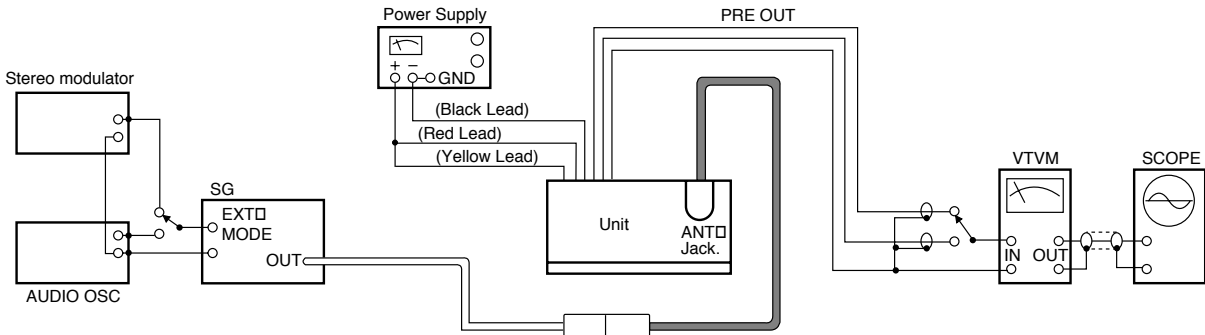 Power Supply
PRE OUT
+ −
GND
Stereo modulator
(Black Lead)
(Red Lead)
(Yellow Lead)
VTVM
SCOPE
SG
EXT□
MODE
OUT
Unit
ANT□
Jack.
IN
OUT
AUDIO OSC